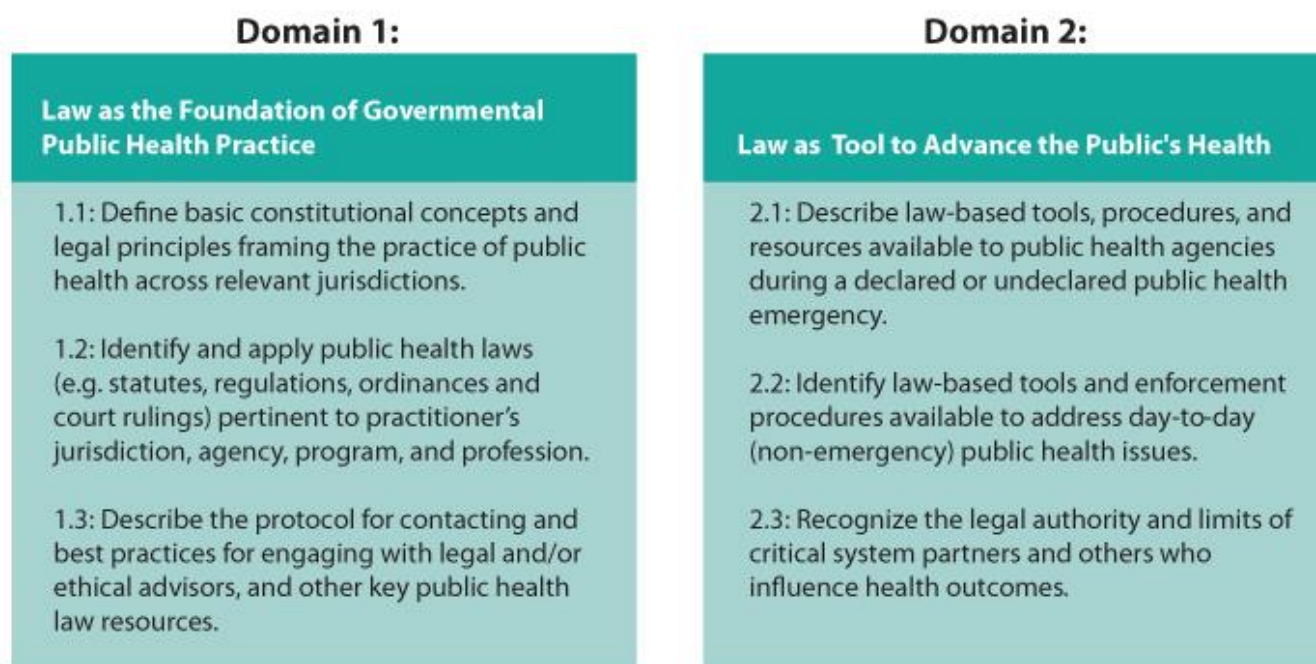 Domain 1:
Law as the Foundation of Governmental
Public Health Practice
1.1: Define basic constitutional concepts and
legal principles framing the practice of public
health across relevant jurisdictions.
1.2: Identify and apply public health laws
(e.g. statutes, regulations, ordinances and
court rulings) pertinent to practitioner’s
jurisdiction, agency, program, and profession.
1.3: Describe the protocol for contacting and
best practices for engaging with legal and/or
ethical advisors, and other key public health
law resources.
Domain 2:
Law as Tool to Advance the Public's Health
2.1: Describe law-based tools, procedures, and
resources available to public health agencies
during a declared or undeclared public health
emergency.
2.2: Identify law-based tools and enforcement
procedures available to address day-to-day
(non-emergency) public health issues.
2.3: Recognize the legal authority and limits of
critical system partners and others who
influence health outcomes.